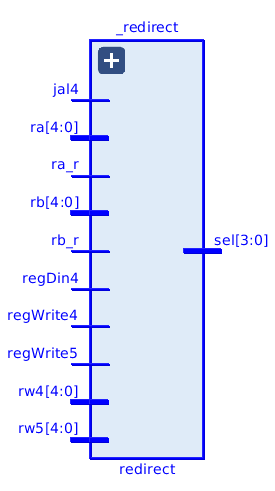 _redirect
jal4
ra[4:0]
ra_r
rb[4:0]
rb_r
sel[3:0]
regDin4
regWrite4
regWrite5
rw4[4:0]
rw5[4:0]
redirect